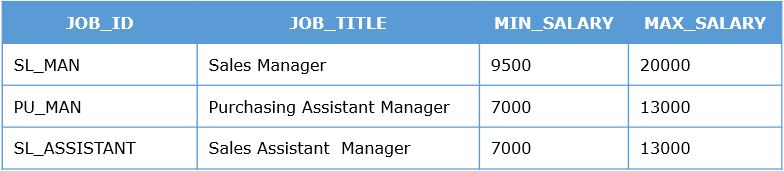 JOB_ID JOB_TITLE MIN_SALARY MAX_SALARY
SL_MAN Sales Manager 9500 20000
PU_MAN Purchasing Assistant Manager 7000 13000
SL_ASSISTANT Sales Assistant  Manager 7000 13000